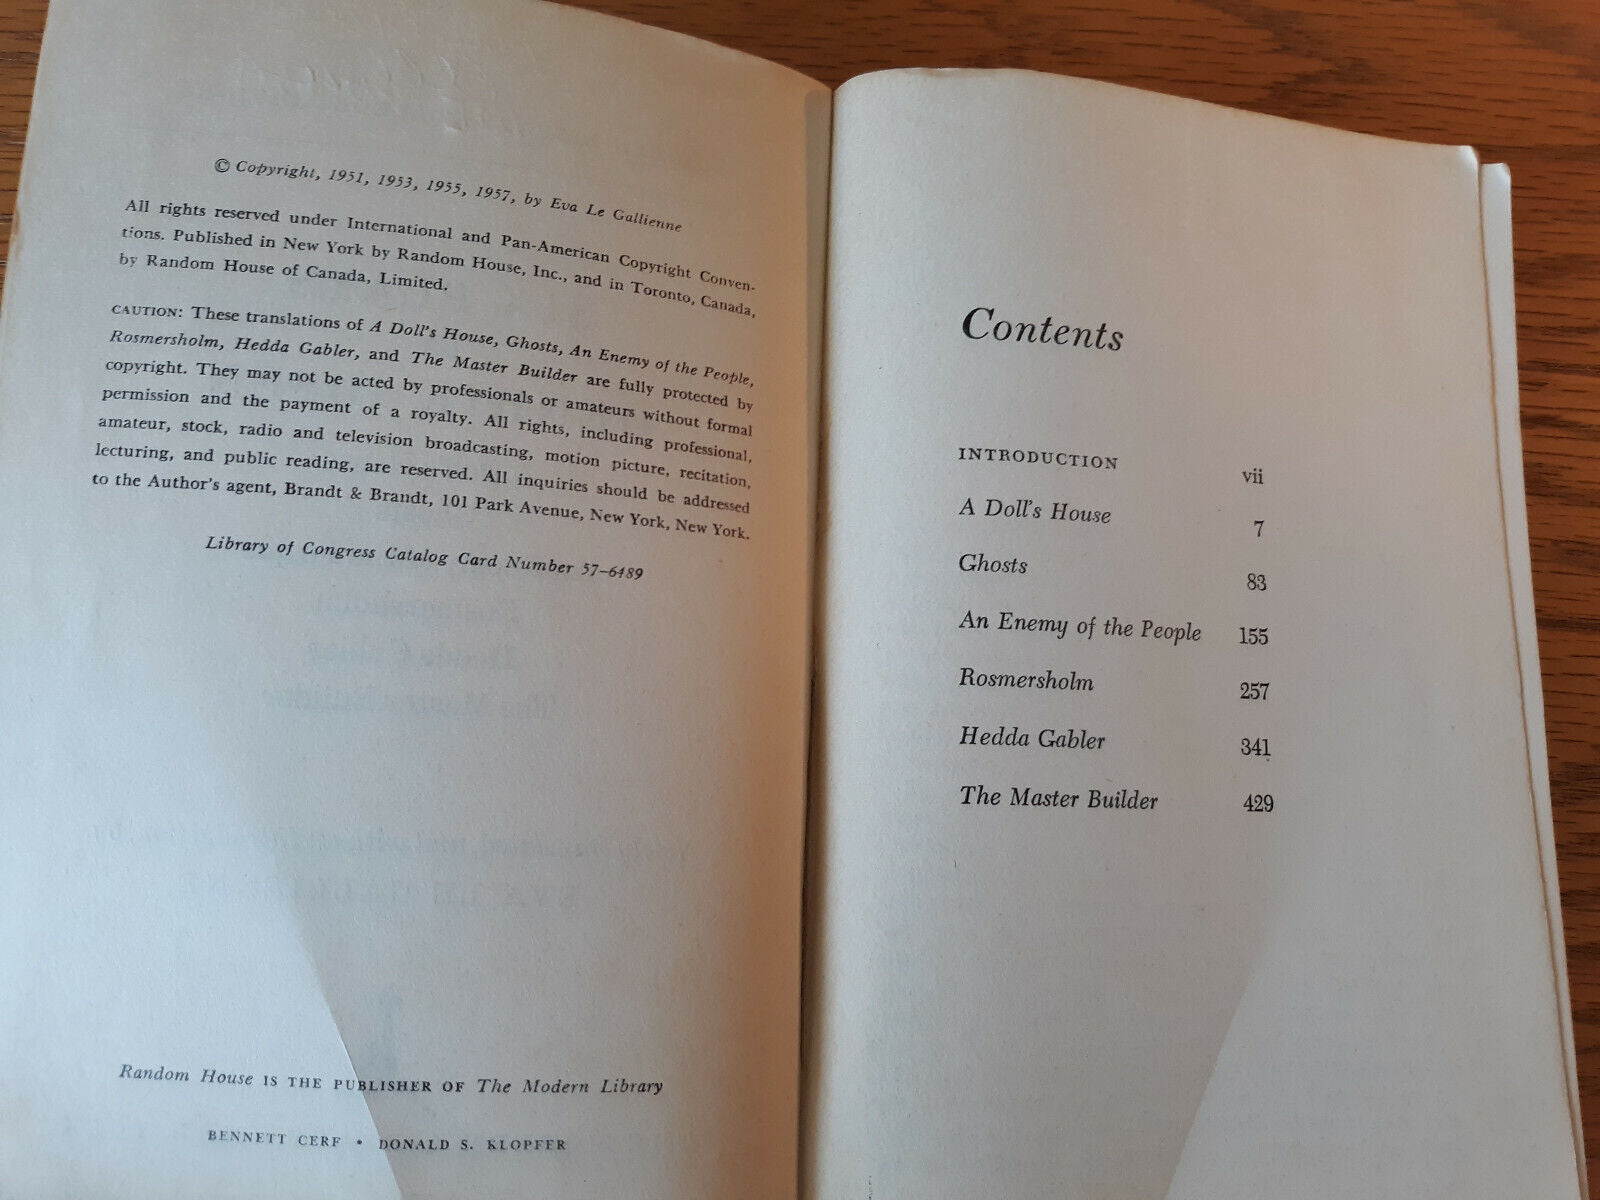 © Copyright, 1951, 1953, 1955, 1957, by Eva Le Gallienne
All rights reserved under International and Pan-American Copyright Conven-
tions. Published in New York by Random House, Inc., and in Toronto, Canada,
by Random House of Canada, Limited.
CAUTION: These translations of A Doll's House, Ghosts, An Enemy of the People,
Rosmersholm, Hedda Gabler, and The Master Builder are fully protected by
copyright. They may not be acted by professionals or amateurs without formal
permission and the payment of a royalty. All rights, including professional,
amateur, stock, radio and television broadcasting, motion picture, recitation,
lecturing, and public reading, are reserved. All inquiries should be addressed
to the Author's agent, Brandt & Brandt, 101 Park Avenue, New York, New York.
Library of Congress Catalog Card Number 57-6489
Random House IS THE PUBLISHER OF The Modern Library
BENNETT CERF • DONALD S. KLOPFER
Contents
INTRODUCTION vii
A Doll's House 7
Ghosts 83
An Enemy of the People 155
Rosmersholm 257
Hedda Gabler 341
The Master Builder 429